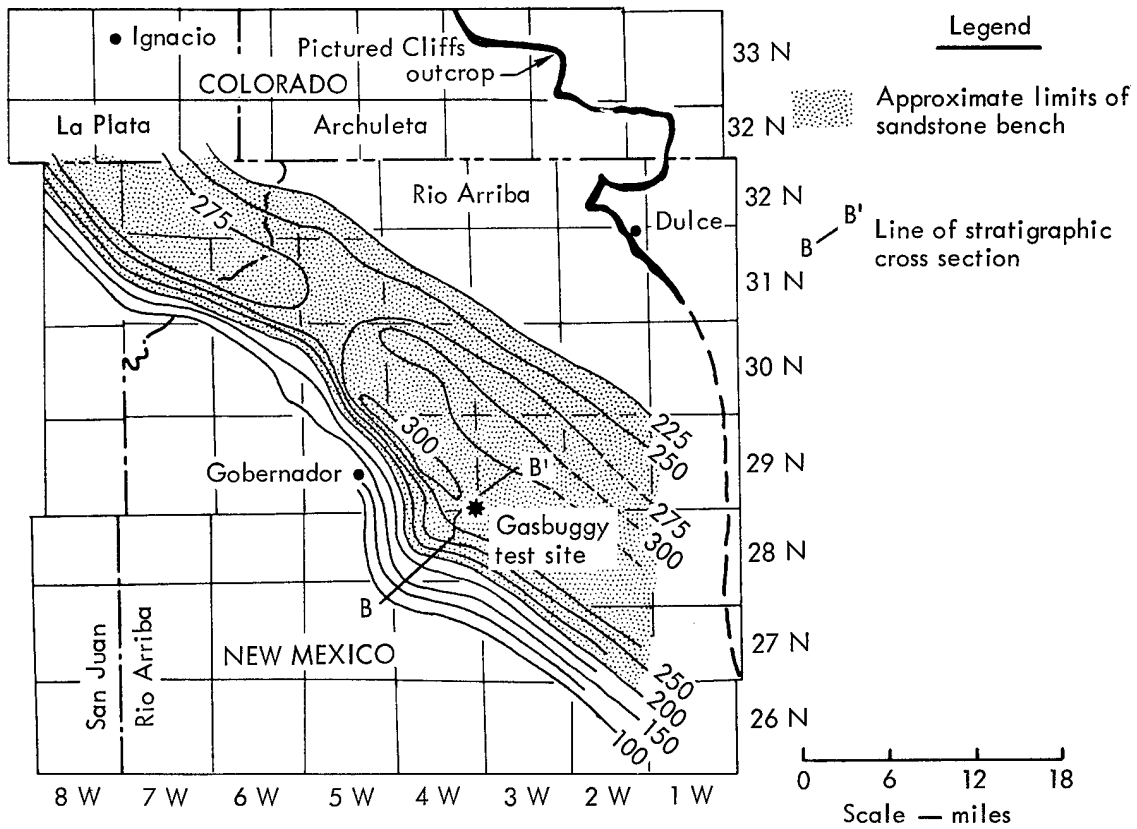 Ignacio
Pictured Cliffs
outcrop
COLORADO
La Plata
Archuleta
33 N
32 N
Legend
Approximate limits of
sandstone bench
B B'
Line of stratigraphic
cross section
275
Rio Arriba
Dulce
32 N
31 N
30 N
29 N
28 N
27 N
26 N
225
250
275
300
300
Gobernador
B'
Gasbuggy
test site
B
NEW MEXICO
San Juan
Rio Arriba
250
200
150
100
8 W 7 W 6 W 5 W 4 W 3 W 2 W 1 W
0 6 12 18
Scale — miles